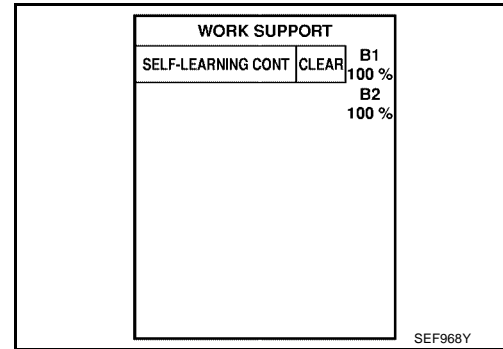 WORK SUPPORT
SELF-LEARNING CONT CLEAR B1
100 %
B2
100 %
SEF968Y